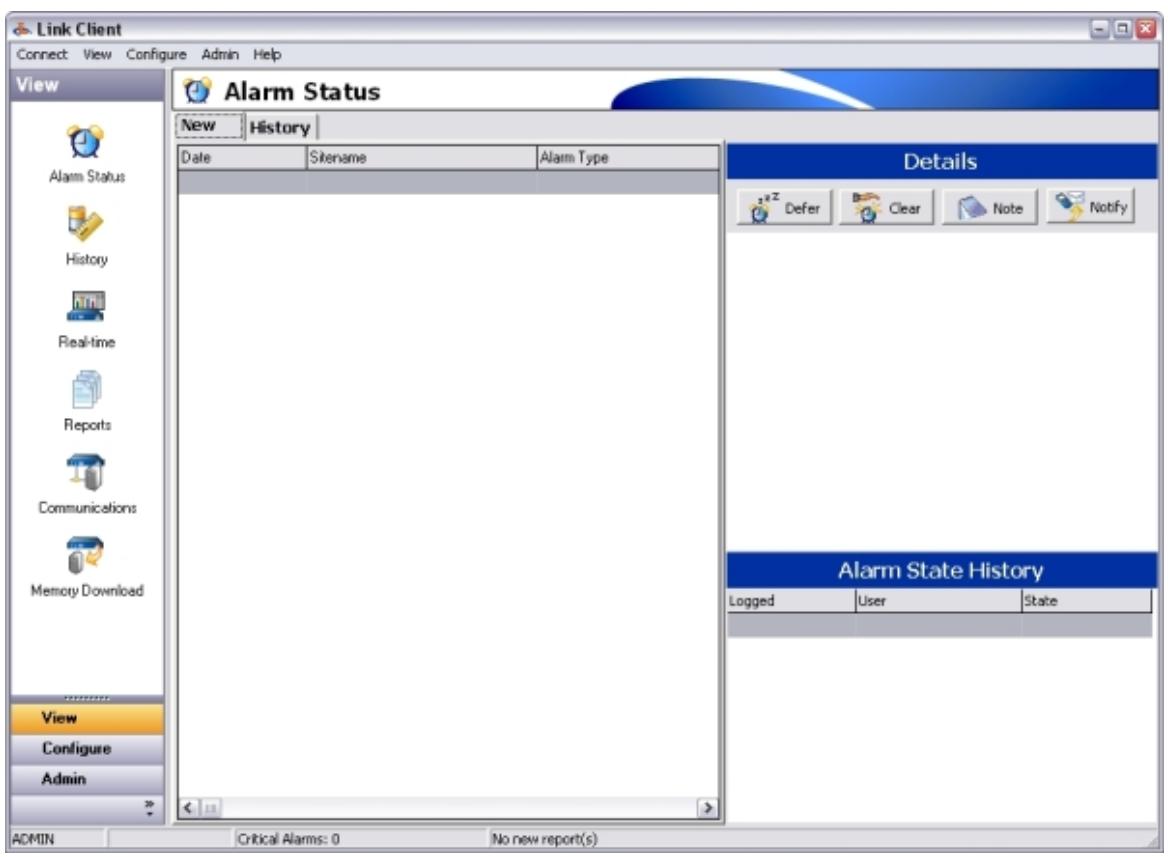 Link Client
Connect View Configure Admin Help
View
Alarm Status
New History
Date Sitename Alarm Type
Details
Defer Clear Note Notify
Alarm Status
History
Real-time
Reports
Communications
Memory Download
Alarm State History
Logged User State
View
Configure
Admin
ADMIN Critical Alarms: 0 No new report(s)